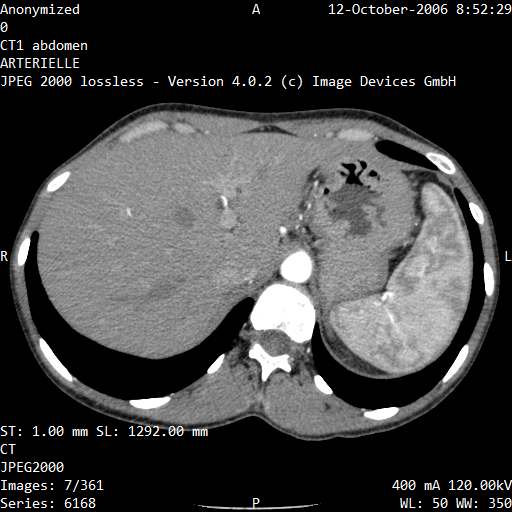 Anonymized
0
CT1 abdomen
ARTERIELLE
JPEG 2000 lossless - Version 4.0.2 (c) Image Devices GmbH
A
12-October-2006 8:52:29
R
L
ST: 1.00 mm SL: 1292.00 mm
CT
JPEG2000
Images: 7/361
Series: 6168
P
400 mA 120.00kV
WL: 50 WW: 350